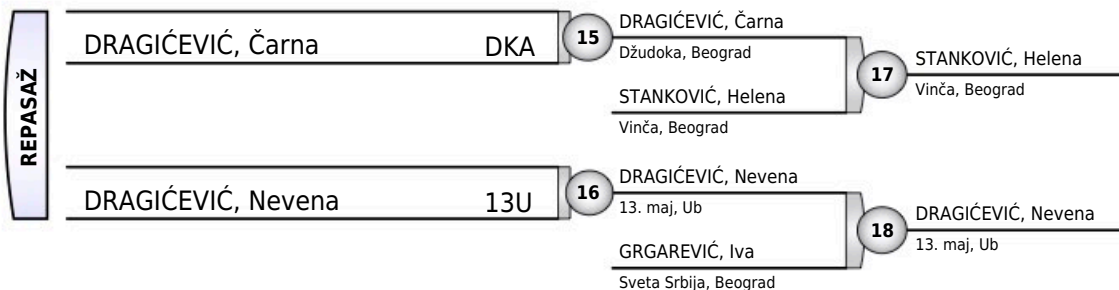 REPASAŽ
DRAGIĆEVIĆ, Čarna DKA
15
DRAGIĆEVIĆ, Čarna
Džudoka, Beograd
STANKOVIĆ, Helena
Vinča, Beograd
17
STANKOVIĆ, Helena
Vinča, Beograd
DRAGIĆEVIĆ, Nevena 13U
16
DRAGIĆEVIĆ, Nevena
13. maj, Ub
GRGAREVIĆ, Iva
Sveta Srbija, Beograd
18
DRAGIĆEVIĆ, Nevena
13. maj, Ub